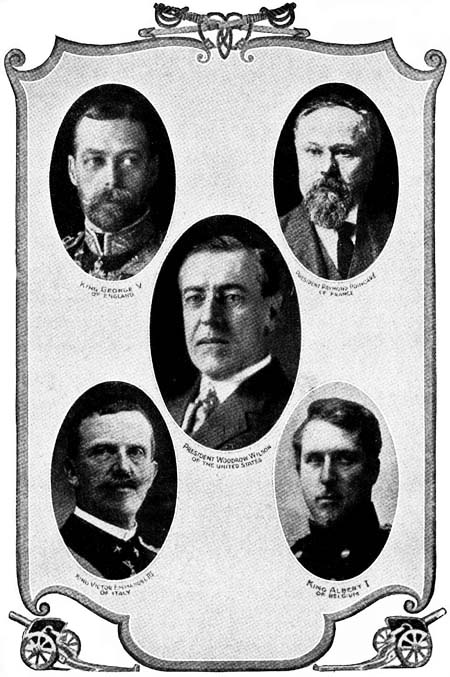 KING GEORGE V
OF ENGLAND
PRESIDENT RAYMOND POINCARÉ
OF FRANCE
PRESIDENT WOODROW WILSON
OF THE UNITED STATES
KING VICTOR EMMANUEL III
OF ITALY
KING ALBERT I
OF BELGIUM